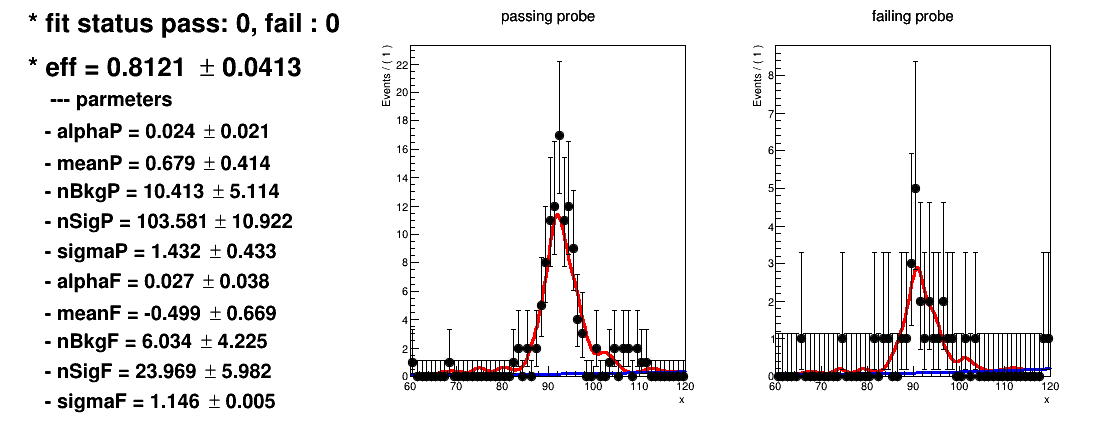 * fit status pass: 0, fail : 0
* eff = 0.8121 ± 0.0413
--- parmeters
- alphaP = 0.024 ± 0.021
- meanP = 0.679 ± 0.414
- nBkgP = 10.413 ± 5.114
- nSigP = 103.581 ± 10.922
- sigmaP = 1.432 ± 0.433
- alphaF = 0.027 ± 0.038
- meanF = -0.499 ± 0.669
- nBkgF = 6.034 ± 4.225
- nSigF = 23.969 ± 5.982
- sigmaF = 1.146 ± 0.005
passing probe
Events / ( 1 )
22
20
18
16
14
12
10
8
6
4
2
0
60 70 80 90 100 110 120
x
failing probe
Events / ( 1 )
8
7
6
5
4
3
2
1
0
60 70 80 90 100 110 120
x